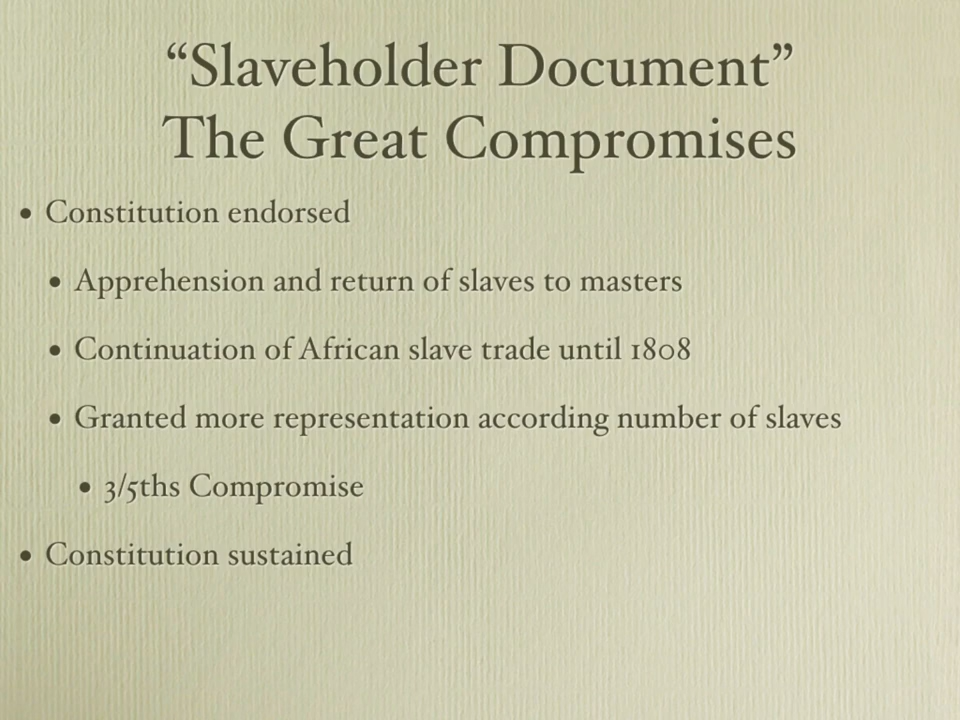 “Slaveholder Document”
The Great Compromises
• Constitution endorsed
• Apprehension and return of slaves to masters
• Continuation of African slave trade until 1808
• Granted more representation according number of slaves
• 3/5ths Compromise
• Constitution sustained